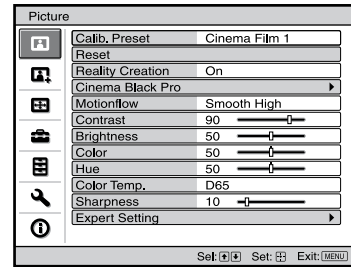 Picture
Calib. Preset Cinema Film 1
Reset
Reality Creation On
Cinema Black Pro
Motionflow Smooth High
Contrast 90
Brightness 50
Color 50
Hue 50
Color Temp. D65
Sharpness 10
Expert Setting
Sel: Set: Exit: MENU